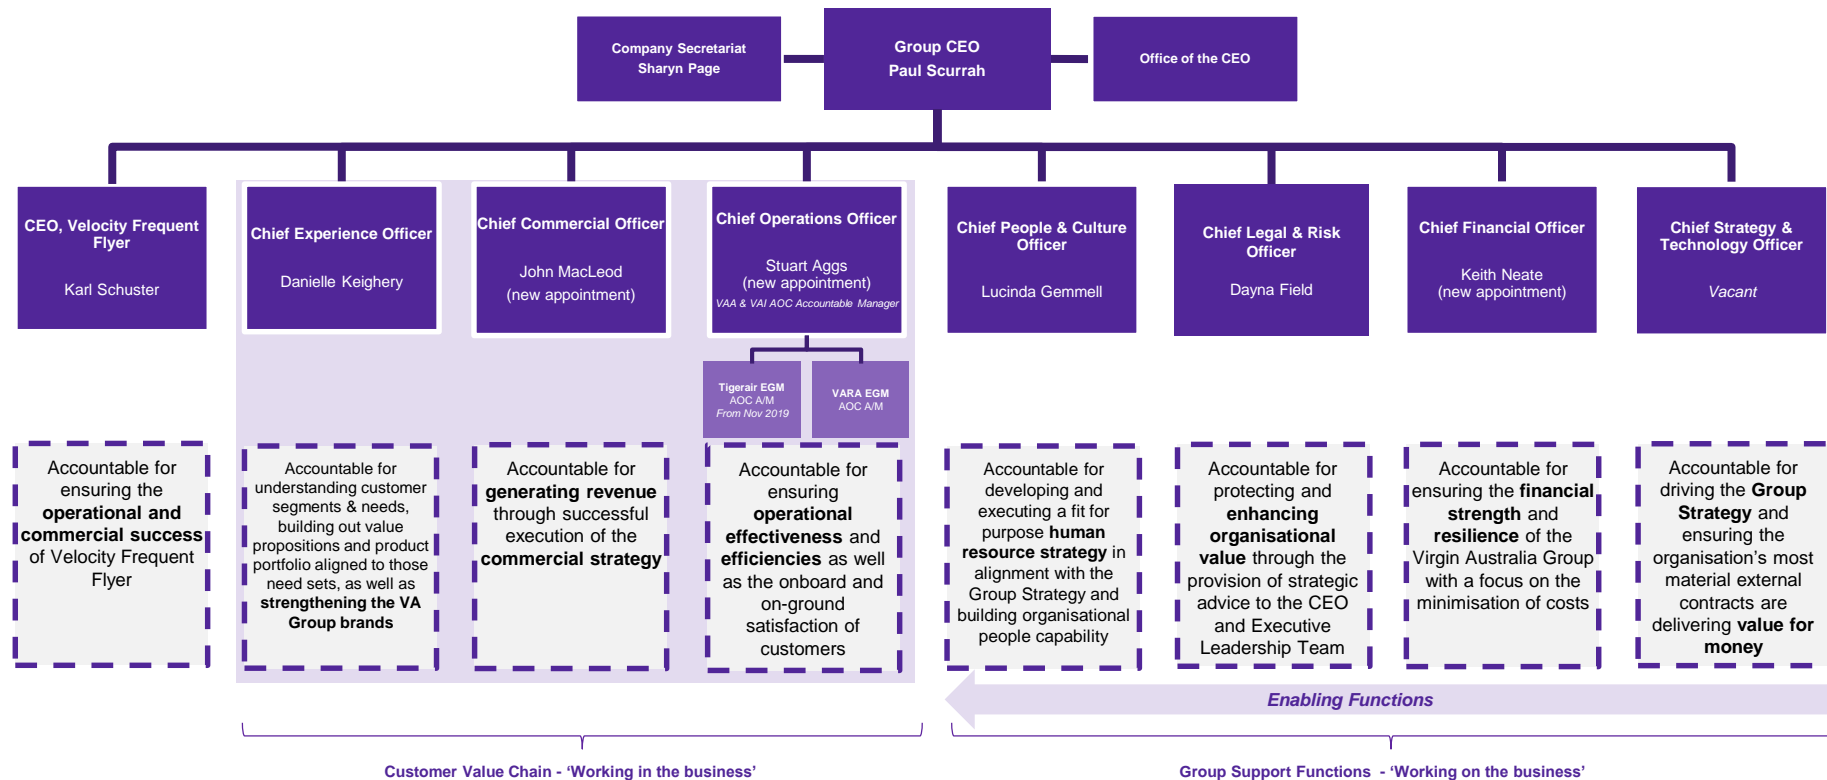 Company Secretariat
Sharyn Page
Group CEO
Paul Scurrah
Office of the CEO
CEO, Velocity Frequent
Flyer
Karl Schuster
Chief Experience Officer
Danielle Keighery
Chief Commercial Officer
John MacLeod
(new appointment)
Chief Operations Officer
Stuart Aggs
(new appointment)
VAA & VAI AOC Accountable Manager
Chief People & Culture
Officer
Lucinda Gemmell
Chief Legal & Risk
Officer
Dayna Field
Chief Financial Officer
Keith Neate
(new appointment)
Chief Strategy &
Technology Officer
Vacant
Tigerair EGM
AOC A/M
From Nov 2019
VARA EGM
AOC A/M
Accountable for
ensuring the
operational and
commercial success
of Velocity Frequent
Flyer
Accountable for
understanding customer
segments & needs,
building out value
propositions and product
portfolio aligned to those
need sets, as well as
strengthening the VA
Group brands
Accountable for
generating revenue
through successful
execution of the
commercial strategy
Accountable for
ensuring
operational
effectiveness and
efficiencies as well
as the onboard and
on-ground
satisfaction of
customers
Accountable for
developing and
executing a fit for
purpose human
resource strategy in
alignment with the
Group Strategy and
building organisational
people capability
Accountable for
protecting and
enhancing
organisational
value through the
provision of strategic
advice to the CEO
and Executive
Leadership Team
Accountable for
ensuring the financial
strength and
resilience of the
Virgin Australia Group
with a focus on the
minimisation of costs
Accountable for
driving the Group
Strategy and
ensuring the
organisation's most
material external
contracts are
delivering value for
money
Enabling Functions
Customer Value Chain - 'Working in the business'
Group Support Functions - 'Working on the business'